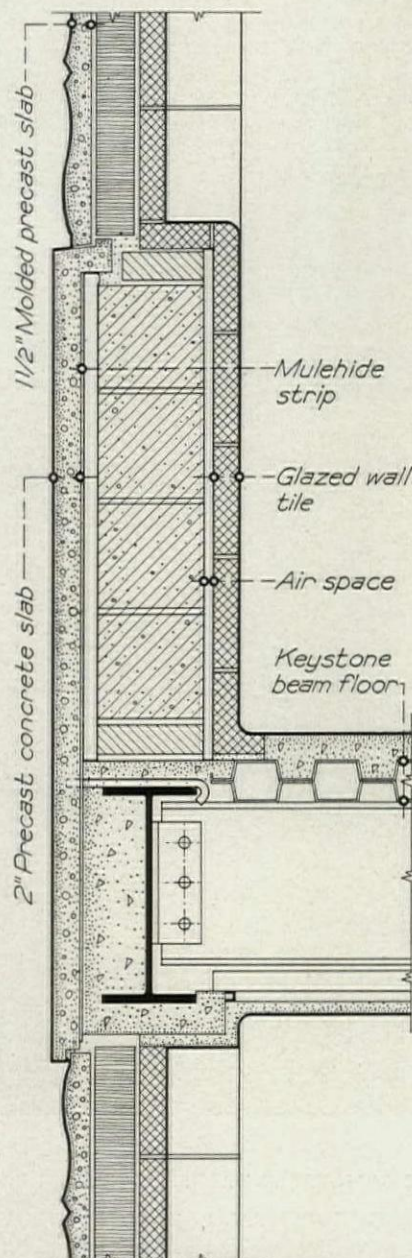 1 1/2" Molded precast slab
Mulehide
strip
Glazed wall
tile
Air space
Keystone
beam floor
2" Precast concrete slab